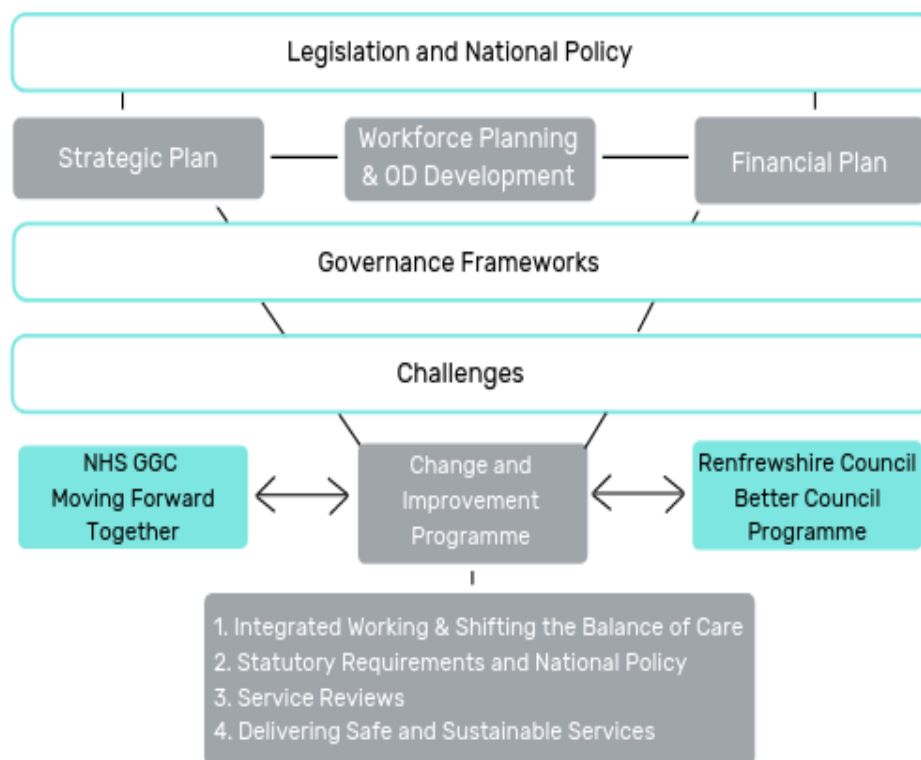 Legislation and National Policy
Strategic Plan
Workforce Planning
& OD Development
Financial Plan
Governance Frameworks
Challenges
NHS GGC
Moving Forward
Together
Change and
Improvement
Programme
Renfrewshire Council
Better Council
Programme
1. Integrated Working & Shifting the Balance of Care
2. Statutory Requirements and National Policy
3. Service Reviews
4. Delivering Safe and Sustainable Services